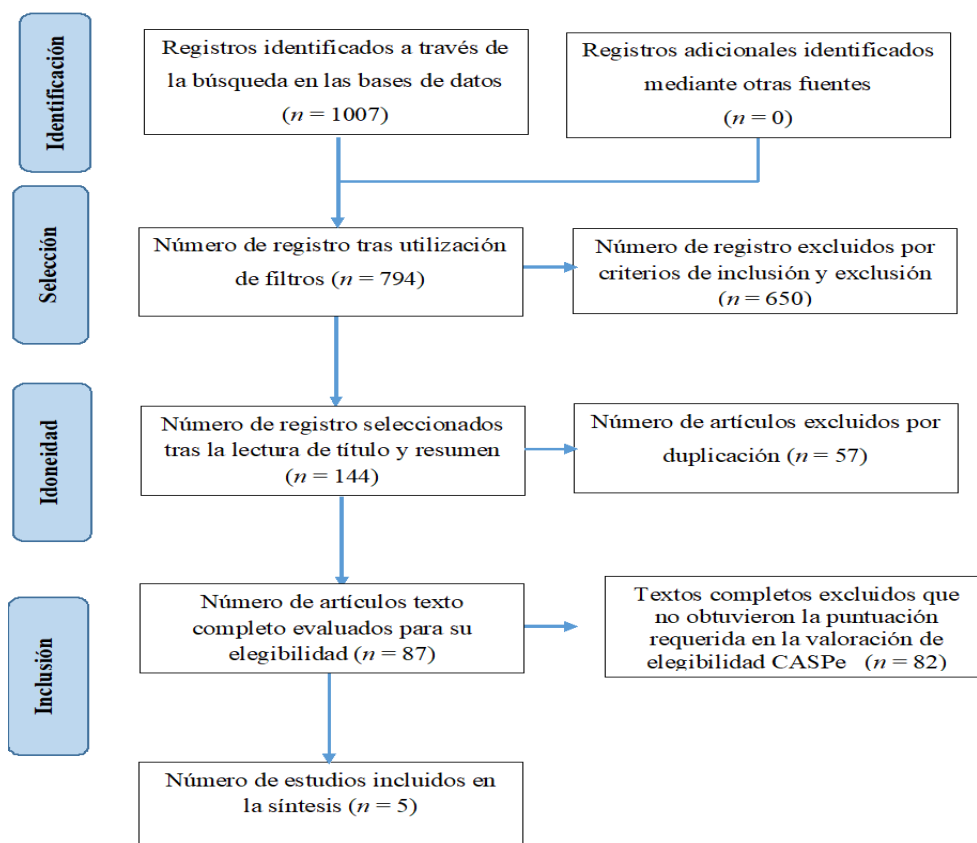 Identificación
Registros identificados a través de
la búsqueda en las bases de datos
(n = 1007)
Registros adicionales identificados
mediante otras fuentes
(n = 0)
Selección
Número de registro tras utilización
de filtros (n = 794)
Número de registro excluidos por
criterios de inclusión y exclusión
(n = 650)
Idoneidad
Número de registro seleccionados
tras la lectura de título y resumen
(n = 144)
Número de artículos excluidos por
duplicación (n = 57)
Inclusión
Número de artículos texto
completo evaluados para su
elegibilidad (n = 87)
Textos completos excluidos que
no obtuvieron la puntuación
requerida en la valoración de
elegibilidad CASPe (n = 82)
Número de estudios incluidos en
la síntesis (n = 5)